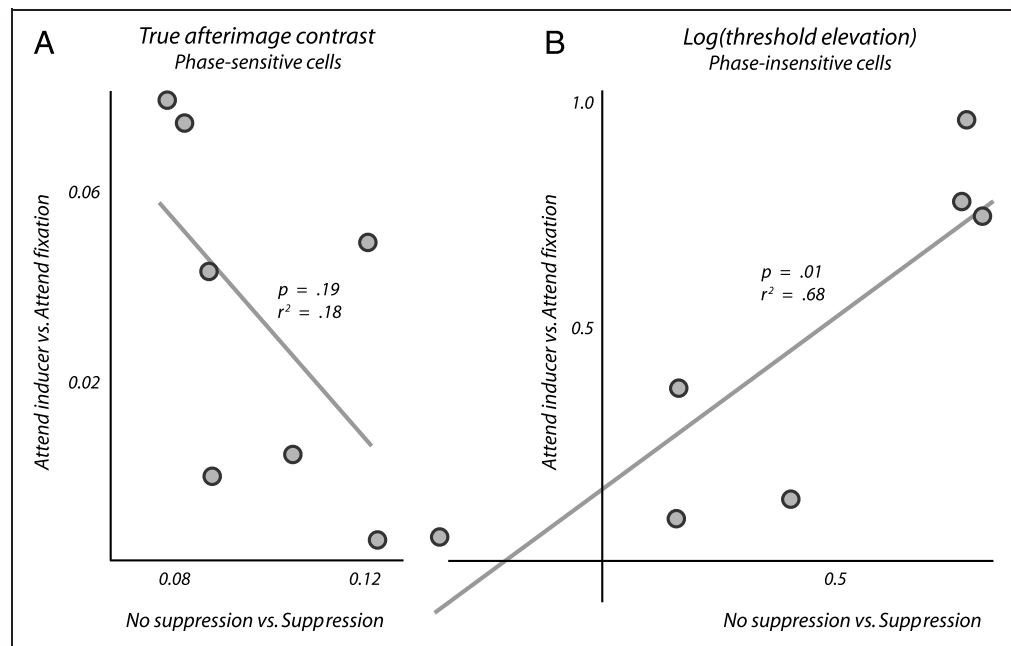 A
True afterimage contrast
Phase-sensitive cells
Attend inducer vs. Attend fixation
0.06
0.02
p = .19
r² = .18
0.08
0.12
No suppression vs. Suppression
B
Log(threshold elevation)
Phase-insensitive cells
Attend inducer vs. Attend fixation
1.0
0.5
p = .01
r² = .68
0.5
No suppression vs. Suppression